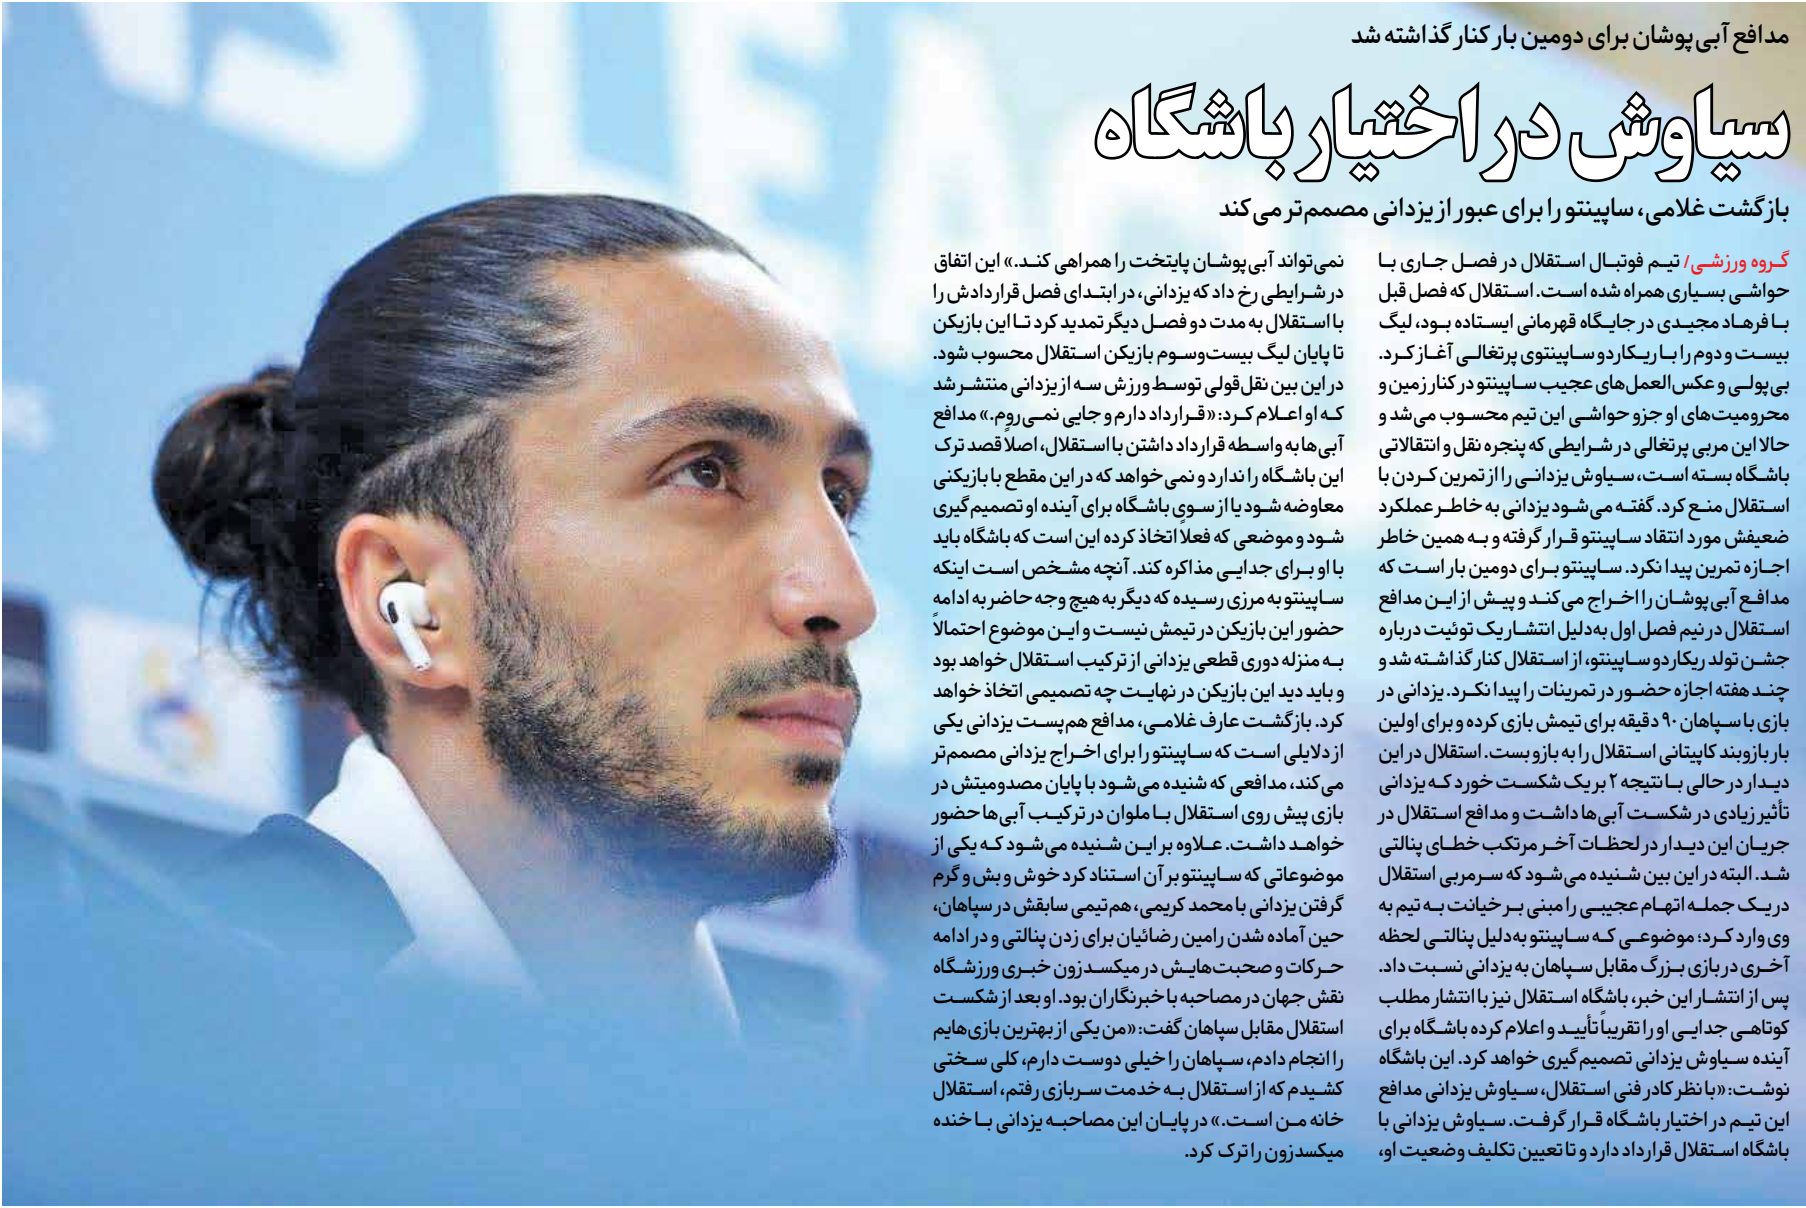 مدافع آبی‌پوشان برای دومین بار کنار گذاشته شد
سیاوش در اختیار باشگاه
بازگشت غلامی، ساپینتو را برای عبور از یزدانی مصمم‌تر می‌کند
گروه ورزشی/ تیم فوتبال استقلال در فصل جاری با
حواشی بسیاری همراه شده است. استقلال که فصل قبل
با فرهاد مجیدی در جایگاه قهرمانی ایستاده بود، لیگ
بیست و دوم را با ریکاردو ساپینتوی پرتغالی آغاز کرد.
بی‌پولی و عکس‌العمل‌های عجیب ساپینتو در کنار زمین و
محرومیت‌های او جزو حواشی این تیم محسوب می‌شد و
حالا این مربی پرتغالی در شرایطی که پنجره نقل و انتقالاتی
باشگاه بسته است، سیاوش یزدانی را از تمرین کردن با
استقلال منع کرد. گفته می‌شود یزدانی به خاطر عملکرد
ضعیفش مورد انتقاد ساپینتو قرار گرفته و به همین خاطر
اجازه تمرین پیدا نکرد. ساپینتو برای دومین بار است که
مدافع آبی‌پوشان را اخراج می‌کند و پیش از این مدافع
استقلال در نیم فصل اول به‌دلیل انتشار یک توئیت درباره
جشن تولد ریکاردو ساپینتو، از استقلال کنار گذاشته شد و
چند هفته اجازه حضور در تمرینات را پیدا نکرد. یزدانی در
بازی با سپاهان ۹۰ دقیقه برای تیمش بازی کرده و برای اولین
بار بازوبند کاپیتانی استقلال را به بازو بست. استقلال در این
دیدار در حالی با نتیجه ۲ بر یک شکست خورد که یزدانی
تأثیر زیادی در شکست آبی‌ها داشت و مدافع استقلال در
جریان این دیدار در لحظات آخر مرتکب خطای پنالتی
شد. البته در این بین شنیده می‌شود که سرمربی استقلال
در یک جمله اتهام عجیبی را مبنی بر خیانت به تیم به
وی وارد کرد؛ موضوعی که ساپینتو به‌دلیل پنالتی لحظه
آخری در بازی بزرگ مقابل سپاهان به یزدانی نسبت داد.
پس از انتشار این خبر، باشگاه استقلال نیز با انتشار مطلب
کوتاهی جدایی او را تقریباً تأیید و اعلام کرده باشگاه برای
آینده سیاوش یزدانی تصمیم‌گیری خواهد کرد. این باشگاه
نوشت: «با نظر کادر فنی استقلال، سیاوش یزدانی مدافع
این تیم در اختیار باشگاه قرار گرفت. سیاوش یزدانی با
باشگاه استقلال قرارداد دارد و تا تعیین تکلیف وضعیت او،
نمی‌تواند آبی‌پوشان پایتخت را همراهی کند.» این اتفاق
در شرایطی رخ داد که یزدانی، در ابتدای فصل قراردادش را
با استقلال به مدت دو فصل دیگر تمدید کرد تا این بازیکن
تا پایان لیگ بیست‌وسوم بازیکن استقلال محسوب شود.
در این بین نقل‌قولی توسط ورزش سه از یزدانی منتشر شد
که او اعلام کرد: «قرارداد دارم و جایی نمی‌روم.» مدافع
آبی‌ها به واسطه قرارداد داشتن با استقلال، اصلاً قصد ترک
این باشگاه را ندارد و نمی‌خواهد که در این مقطع با بازیکنی
معاوضه شود یا از سوی باشگاه برای آینده او تصمیم‌گیری
شود و موضعی که فعلاً اتخاذ کرده این است که باشگاه باید
با او برای جدایی مذاکره کند. آنچه مشخص است اینکه
ساپینتو به مرزی رسیده که دیگر به هیچ وجه حاضر به ادامه
حضور این بازیکن در تیمش نیست و این موضوع احتمالاً
به منزله دوری قطعی یزدانی از ترکیب استقلال خواهد بود
و باید دید این بازیکن در نهایت چه تصمیمی اتخاذ خواهد
کرد. بازگشت عارف غلامی، مدافع هم‌پست یزدانی یکی
از دلایلی است که ساپینتو را برای اخراج یزدانی مصمم‌تر
می‌کند، مدافعی که شنیده می‌شود با پایان مصدومیتش در
بازی پیش روی استقلال با ملوان در ترکیب آبی‌ها حضور
خواهد داشت. علاوه بر این شنیده می‌شود که یکی از
موضوعاتی که ساپینتو بر آن استناد کرد خوش و بش و گرم
گرفتن یزدانی با محمد کریمی، هم‌تیمی سابقش در سپاهان،
حین آماده شدن رامین رضائیان برای زدن پنالتی و در ادامه
حرکات و صحبت‌هایش در میکسدزون خبری ورزشگاه
نقش جهان در مصاحبه با خبرنگاران بود. او بعد از شکست
استقلال مقابل سپاهان گفت: «من یکی از بهترین بازی‌هایم
را انجام دادم، سپاهان را خیلی دوست دارم، کلی سختی
کشیدم که از استقلال به خدمت سربازی رفتم، استقلال
خانه من است.» در پایان این مصاحبه یزدانی با خنده
میکسدزون را ترک کرد.